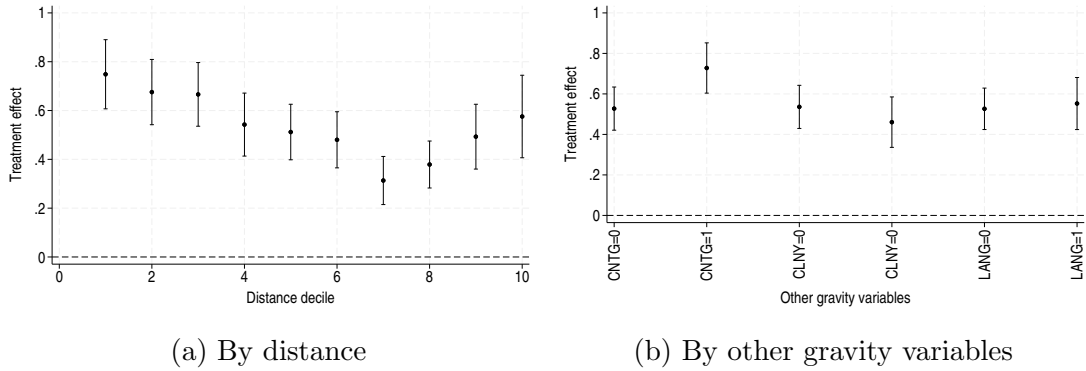 1
.8
.6
.4
.2
0
Treatment effect
0 2 4 6 8 10
Distance decile
(a) By distance
1
.8
.6
.4
.2
0
Treatment effect
CNTG=0
CNTG=1
CLNY=0
CLNY=0
LANG=0
LANG=1
Other gravity variables
(b) By other gravity variables